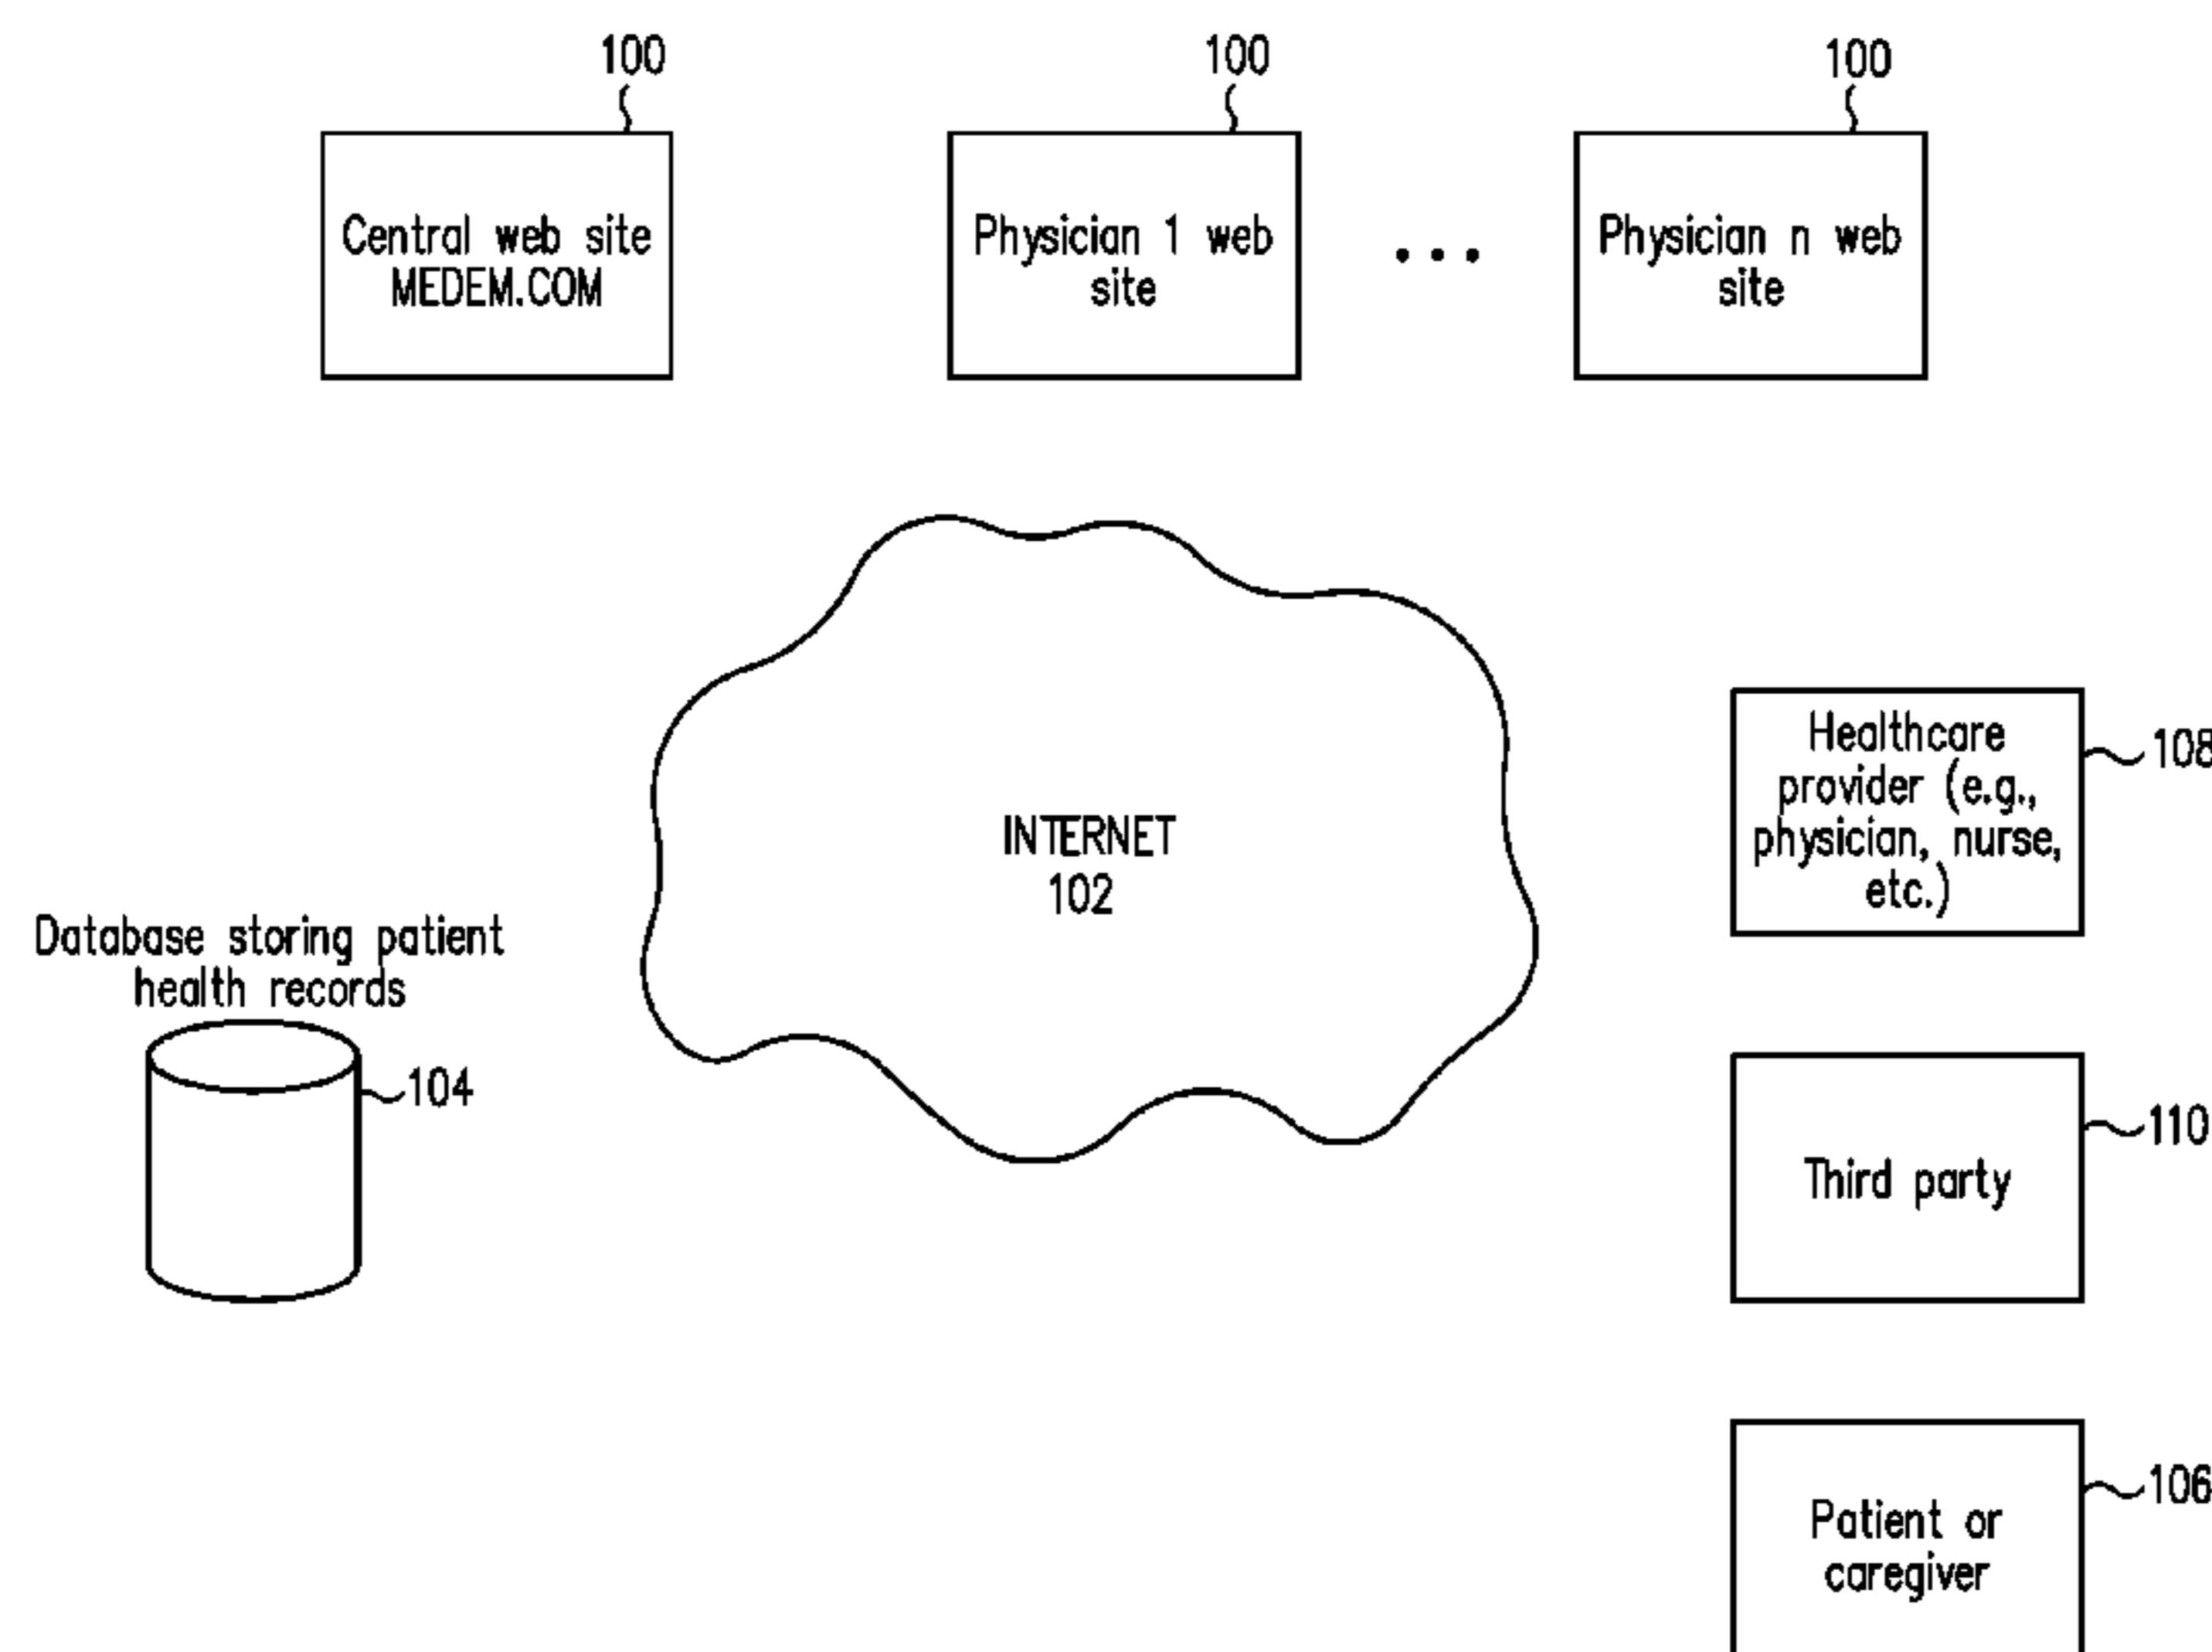 100
100
100
Central web site
MEDEM.COM
Physician 1 web
site
• • •
Physician n web
site
INTERNET
102
Healthcare
provider (e.g.,
physician, nurse,
etc.)
108
Database storing patient
health records
104
Third party
110
Patient or
caregiver
106